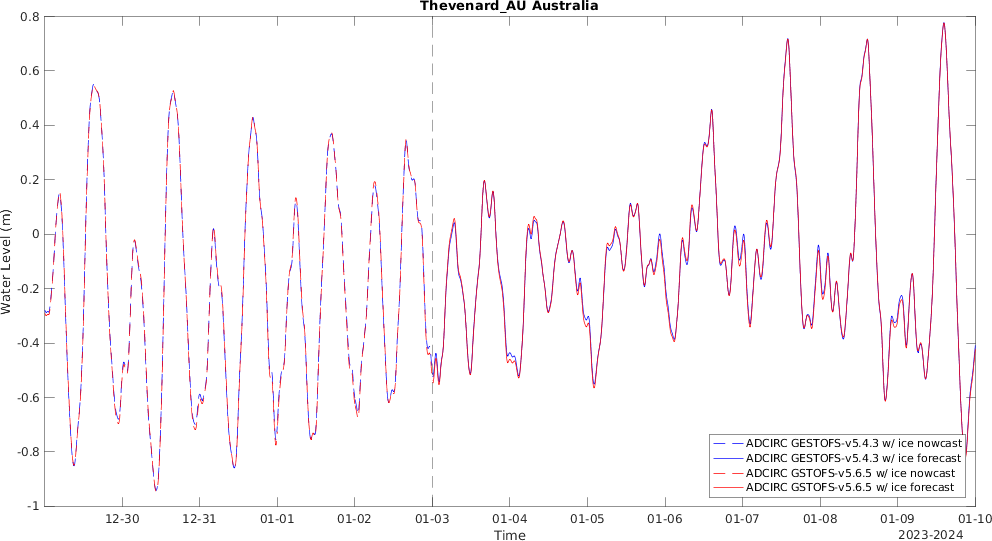 Thevenard_AU Australia
0.8
0.6
0.4
0.2
0
-0.2
-0.4
-0.6
-0.8
-1
Water Level (m)
ADCIRC GESTOFS-v5.4.3 w/ ice nowcast
ADCIRC GESTOFS-v5.4.3 w/ ice forecast
ADCIRC GSTOFS-v5.6.5 w/ ice nowcast
ADCIRC GSTOFS-v5.6.5 w/ ice forecast
12-30 12-31 01-01 01-02 01-03 01-04 01-05 01-06 01-07 01-08 01-09 01-10
Time
2023-2024